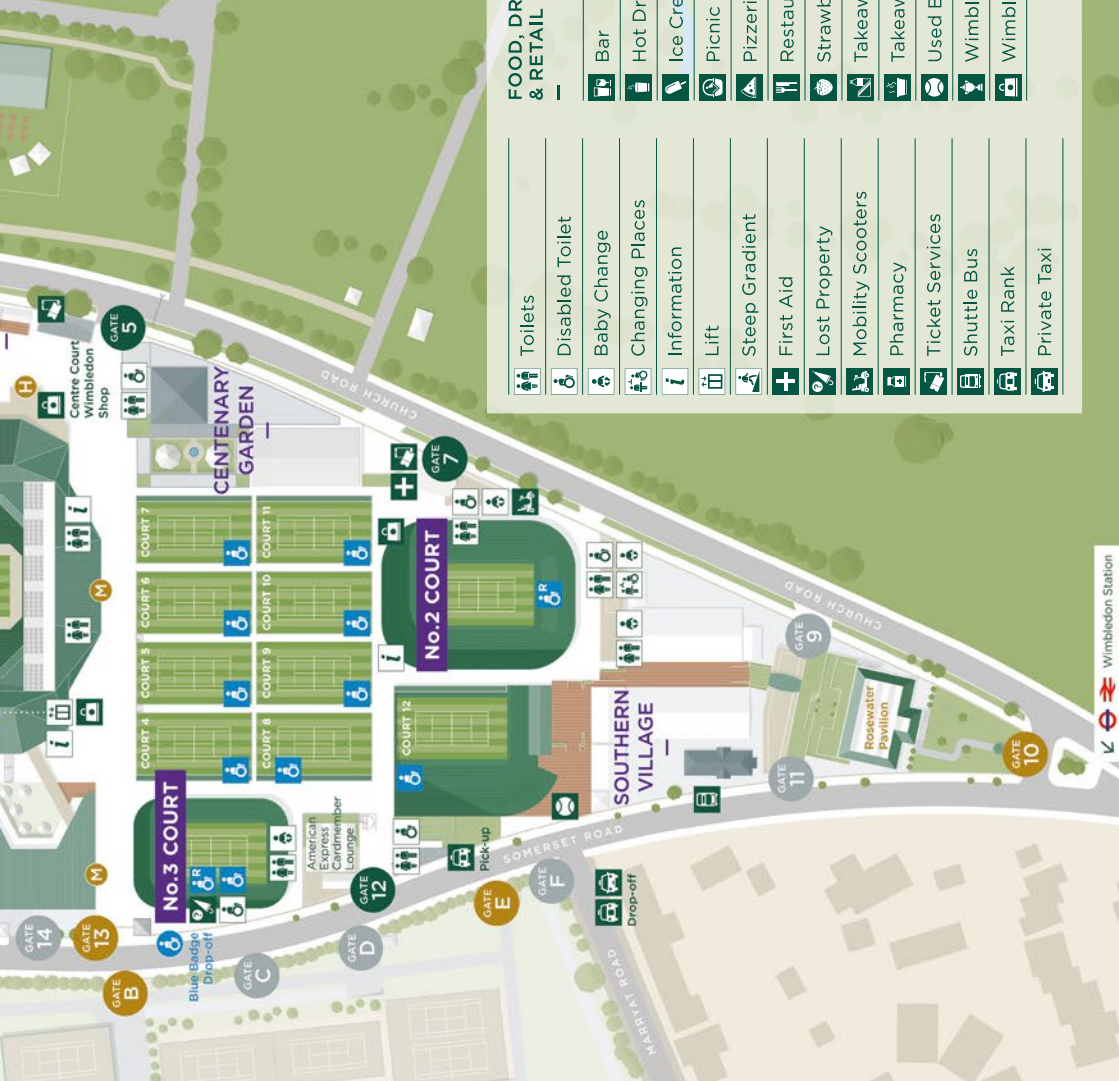 FOOD, DR
& RETAIL
Bar
Hot Dr
Ice Cre
Picnic
Pizzeri
Restau
Strawb
Takeaw
Takeaw
Used B
Wimbl
Wimbl
Toilets
Disabled Toilet
Baby Change
Changing Places
Information
Lift
Steep Gradient
First Aid
Lost Property
Mobility Scooters
Pharmacy
Ticket Services
Shuttle Bus
Taxi Rank
Private Taxi
GATE
5
H
Centre Court
Wimbledon
Shop
CENTENARY
GARDEN
CHURCH ROAD
GATE
7
COURT 7
COURT 11
COURT 6
COURT 10
COURT 5
COURT 9
COURT 4
COURT 8
M
No.2 COURT
R
COURT 12
SOUTHERN
VILLAGE
CHURCH ROAD
GATE
9
Rosewater
Pavilion
GATE
10
GATE
11
Wimbledon Station
No.3 COURT
R
M
American
Express
Cardmember
Lounge
GATE
12
Pick-up
SOMERSET ROAD
GATE
14
GATE
13
GATE
B
Blue Badge
Drop-off
GATE
C
GATE
D
GATE
E
GATE
F
Drop-off
MARRYAT ROAD